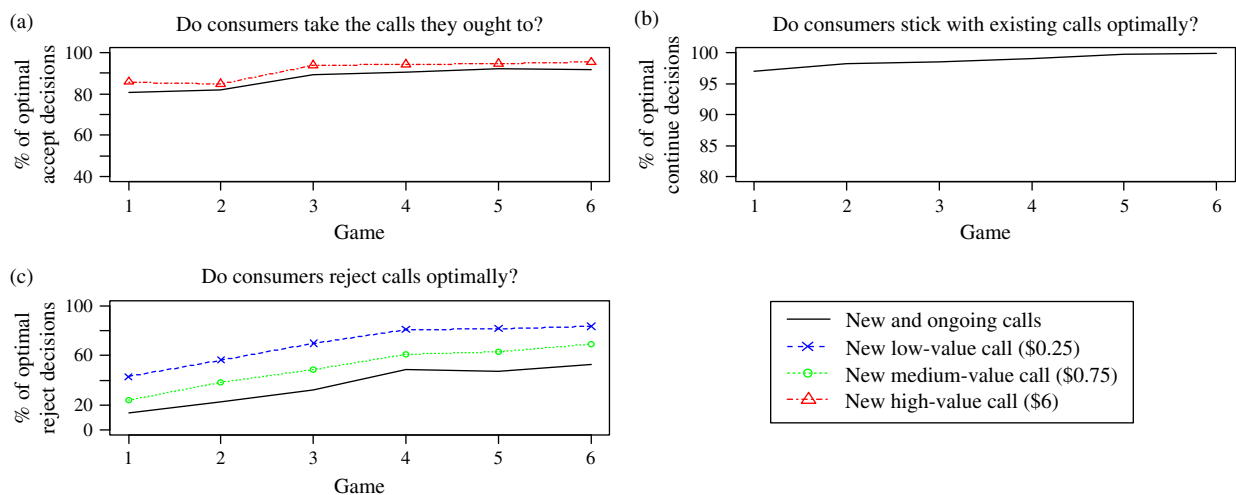 (a)
Do consumers take the calls they ought to?
% of optimal
accept decisions
100
80
60
40
1 2 3 4 5 6
Game
(b)
Do consumers stick with existing calls optimally?
% of optimal
continue decisions
100
95
90
85
80
1 2 3 4 5 6
Game
(c)
Do consumers reject calls optimally?
% of optimal
reject decisions
100
60
20
0
1 2 3 4 5 6
Game
New and ongoing calls
New low-value call ($0.25)
New medium-value call ($0.75)
New high-value call ($6)